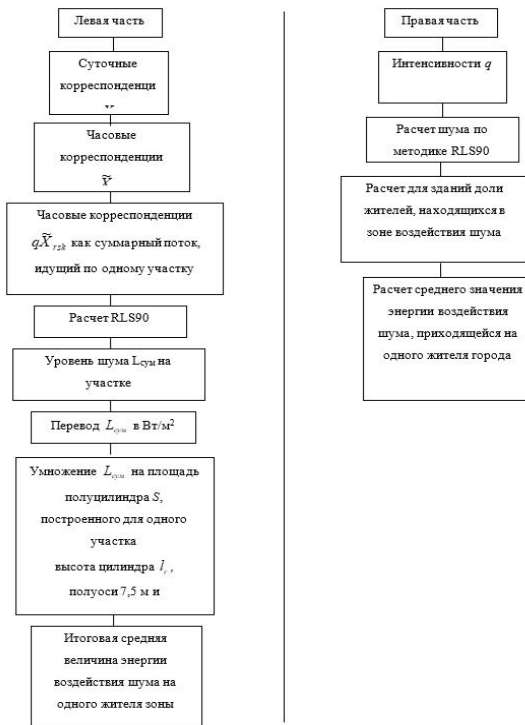 Левая часть
Суточные
корреспонденци
Часовые
корреспонденции
X̃
Часовые корреспонденции
qX̃rsk как суммарный поток,
идущий по одному участку
Расчет RLS90
Уровень шума Lсум на
участке
Перевод Lсум в Вт/м²
Умножение Lсум на площадь
полуцилиндра S,
построенного для одного
участка
высота цилиндра lr ,
полуоси 7,5 м и
Итоговая средняя
величина энергии
воздействия шума на
одного жителя зоны
Правая часть
Интенсивности q
Расчет шума по
методике RLS90
Расчет для зданий доли
жителей, находящихся в
зоне воздействия шума
Расчет среднего значения
энергии воздействия
шума, приходящейся на
одного жителя города